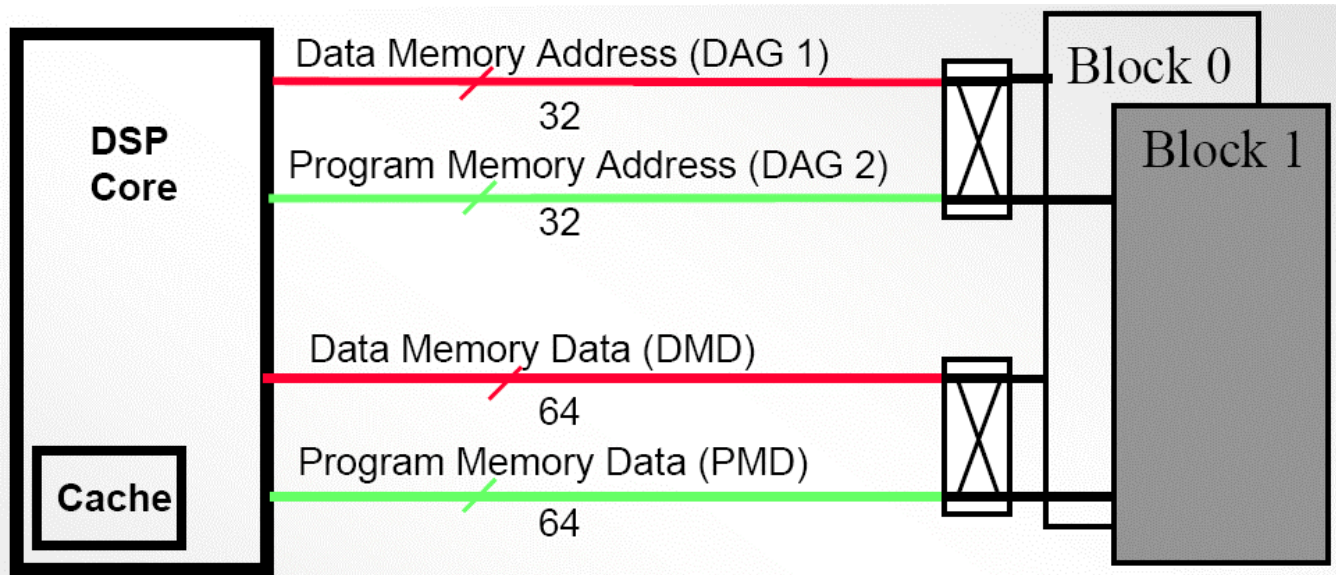 Data Memory Address (DAG 1)
32
Program Memory Address (DAG 2)
32
DSP
Core
Block 0
Block 1
Data Memory Data (DMD)
64
Program Memory Data (PMD)
64
Cache